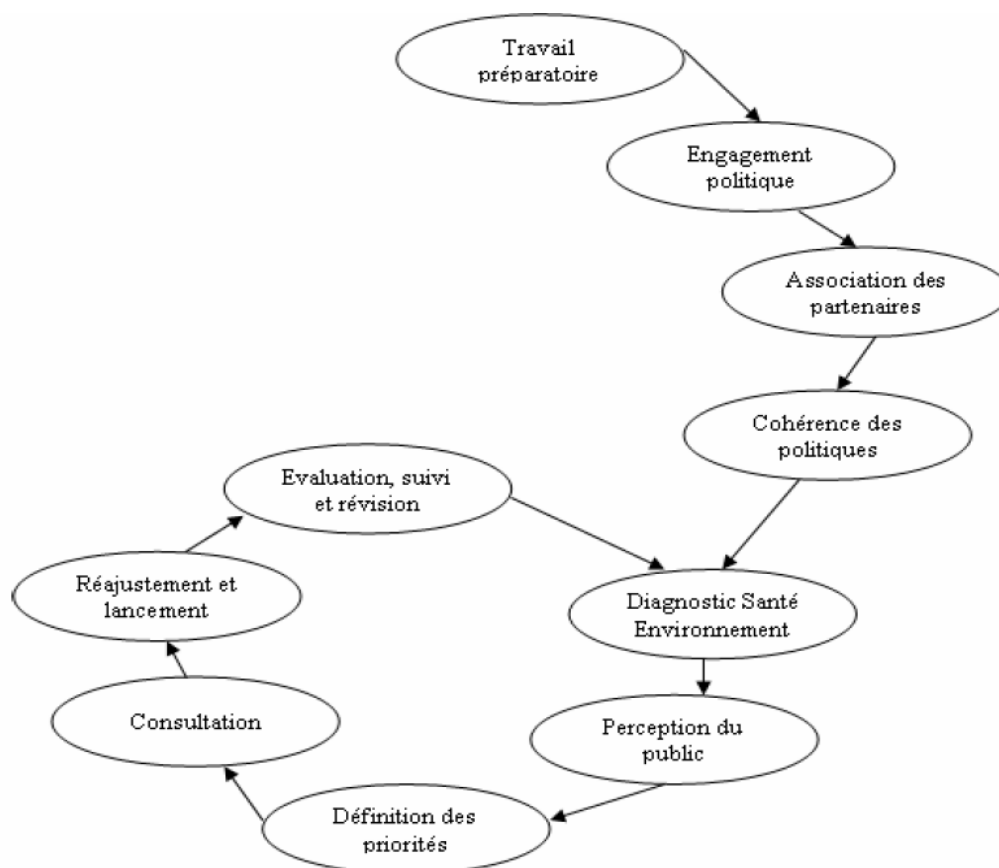 Travail
préparatoire
Engagement
politique
Association des
partenaires
Cohérence des
politiques
Evaluation, suivi
et révision
Réajustement et
lancement
Diagnostic Santé
Environnement
Consultation
Perception du
public
Définition des
priorités